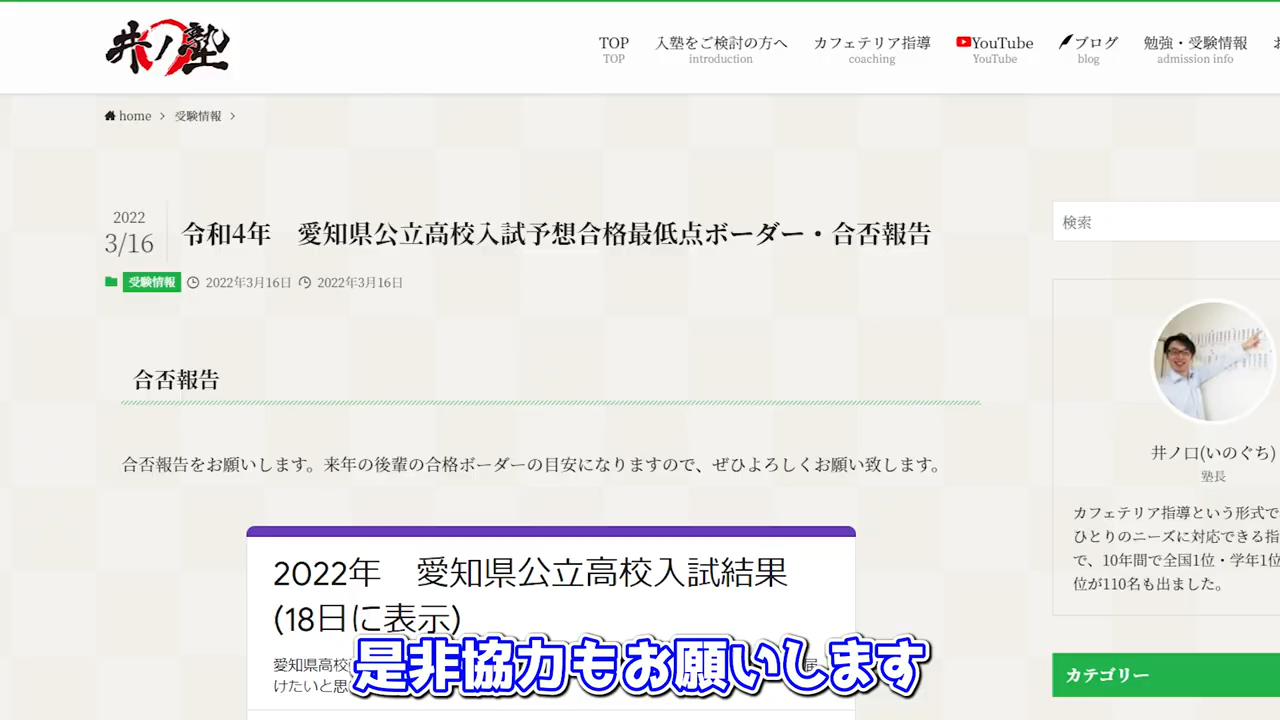 井ノ塾
TOP
TOP
入塾をご検討の方へ
introduction
カフェテリア指導
coaching
YouTube
YouTube
ブログ
blog
勉強・受験情報
admission info
home
受験情報
2022
3/16
令和4年　愛知県公立高校入試予想合格最低点ボーダー・合否報告
受験情報
2022年3月16日
2022年3月16日
検索
合否報告
合否報告をお願いします。来年の後輩の合格ボーダーの目安になりますので、ぜひよろしくお願い致します。
井ノ口(いのぐち)
塾長
カフェテリア指導という形式で
ひとりのニーズに対応できる指
で、10年間で全国1位・学年1位
位が110名も出ました。
2022年　愛知県公立高校入試結果
(18日に表示)
愛知県高校
けたいと思
是非協力もお願いします
カテゴリー